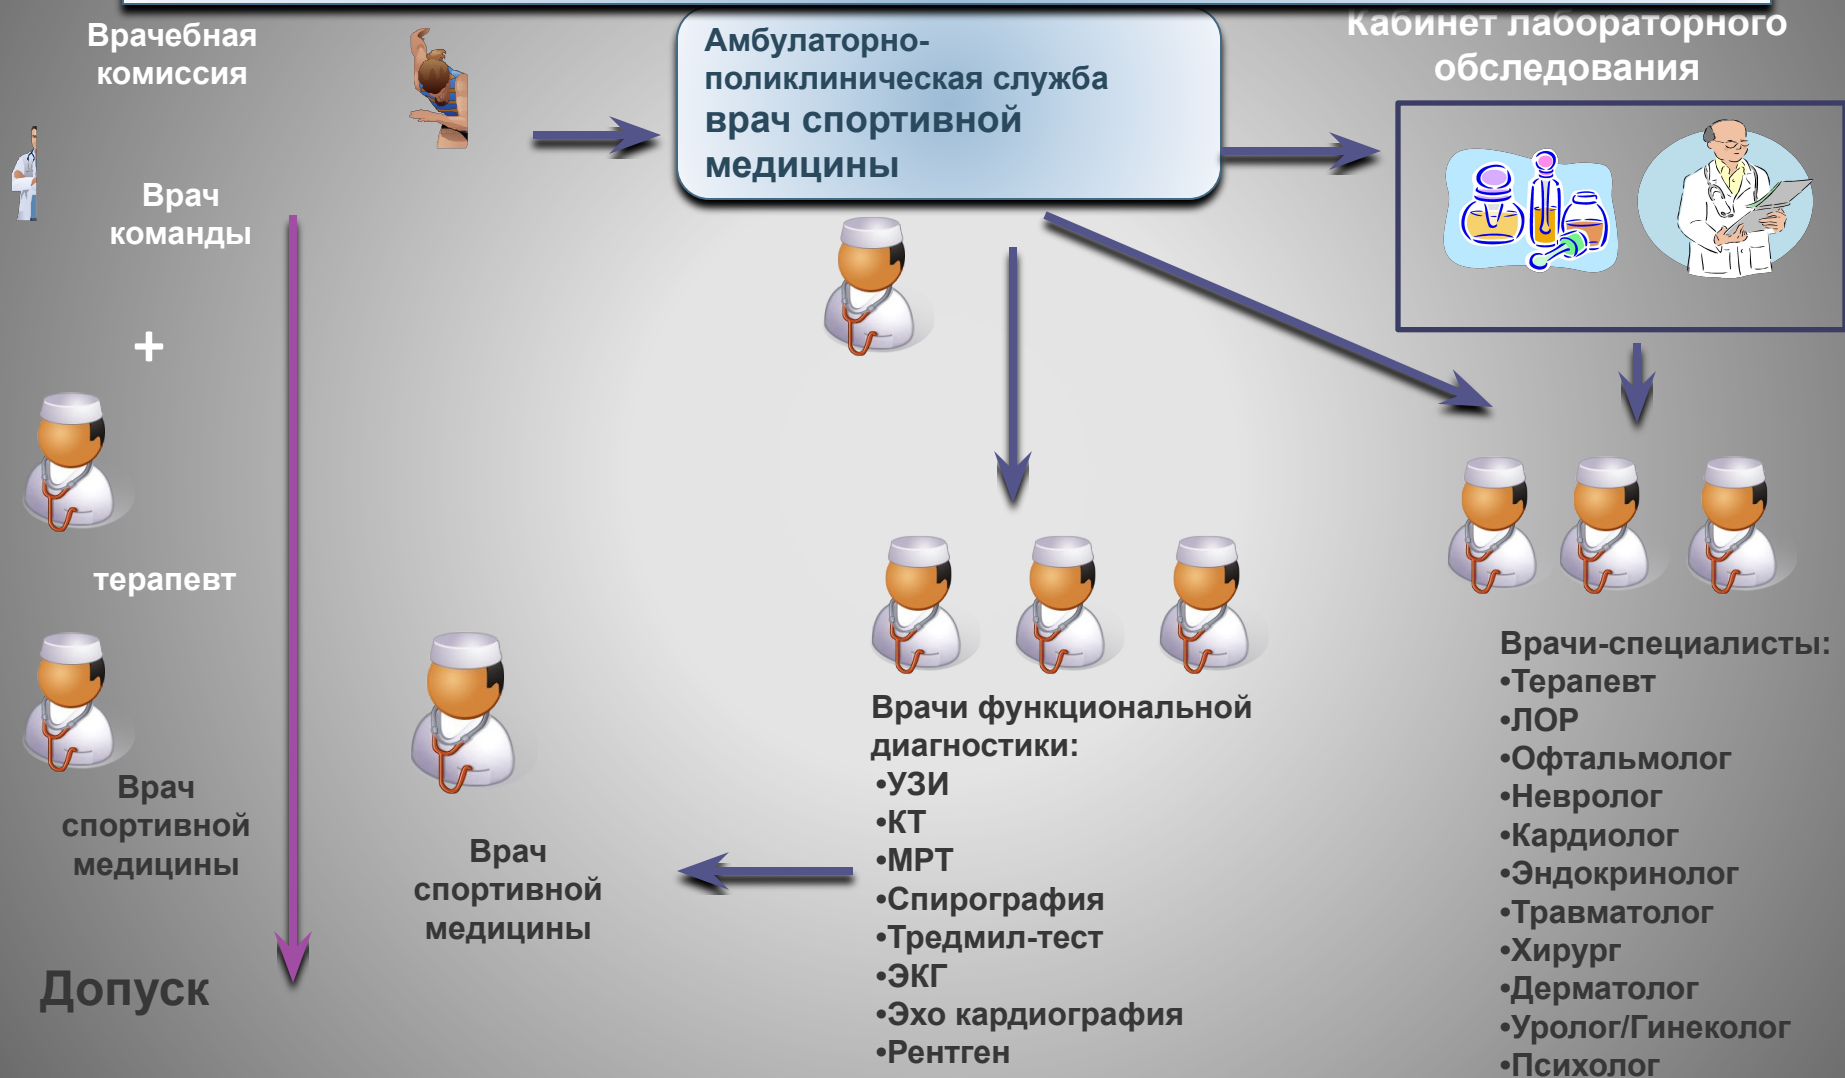 Врачебная
комиссия
Врач
команды
+
терапевт
Врач
спортивной
медицины
Допуск
Амбулаторно-
поликлиническая служба
врач спортивной
медицины
Врач
спортивной
медицины
Врачи функциональной
диагностики:
•УЗИ
•КТ
•МРТ
•Спирография
•Тредмил-тест
•ЭКГ
•Эхо кардиография
•Рентген
Кабинет лабораторного
обследования
Врачи-специалисты:
•Терапевт
•ЛОР
•Офтальмолог
•Невролог
•Кардиолог
•Эндокринолог
•Травматолог
•Хирург
•Дерматолог
•Уролог/Гинеколог
•Психолог